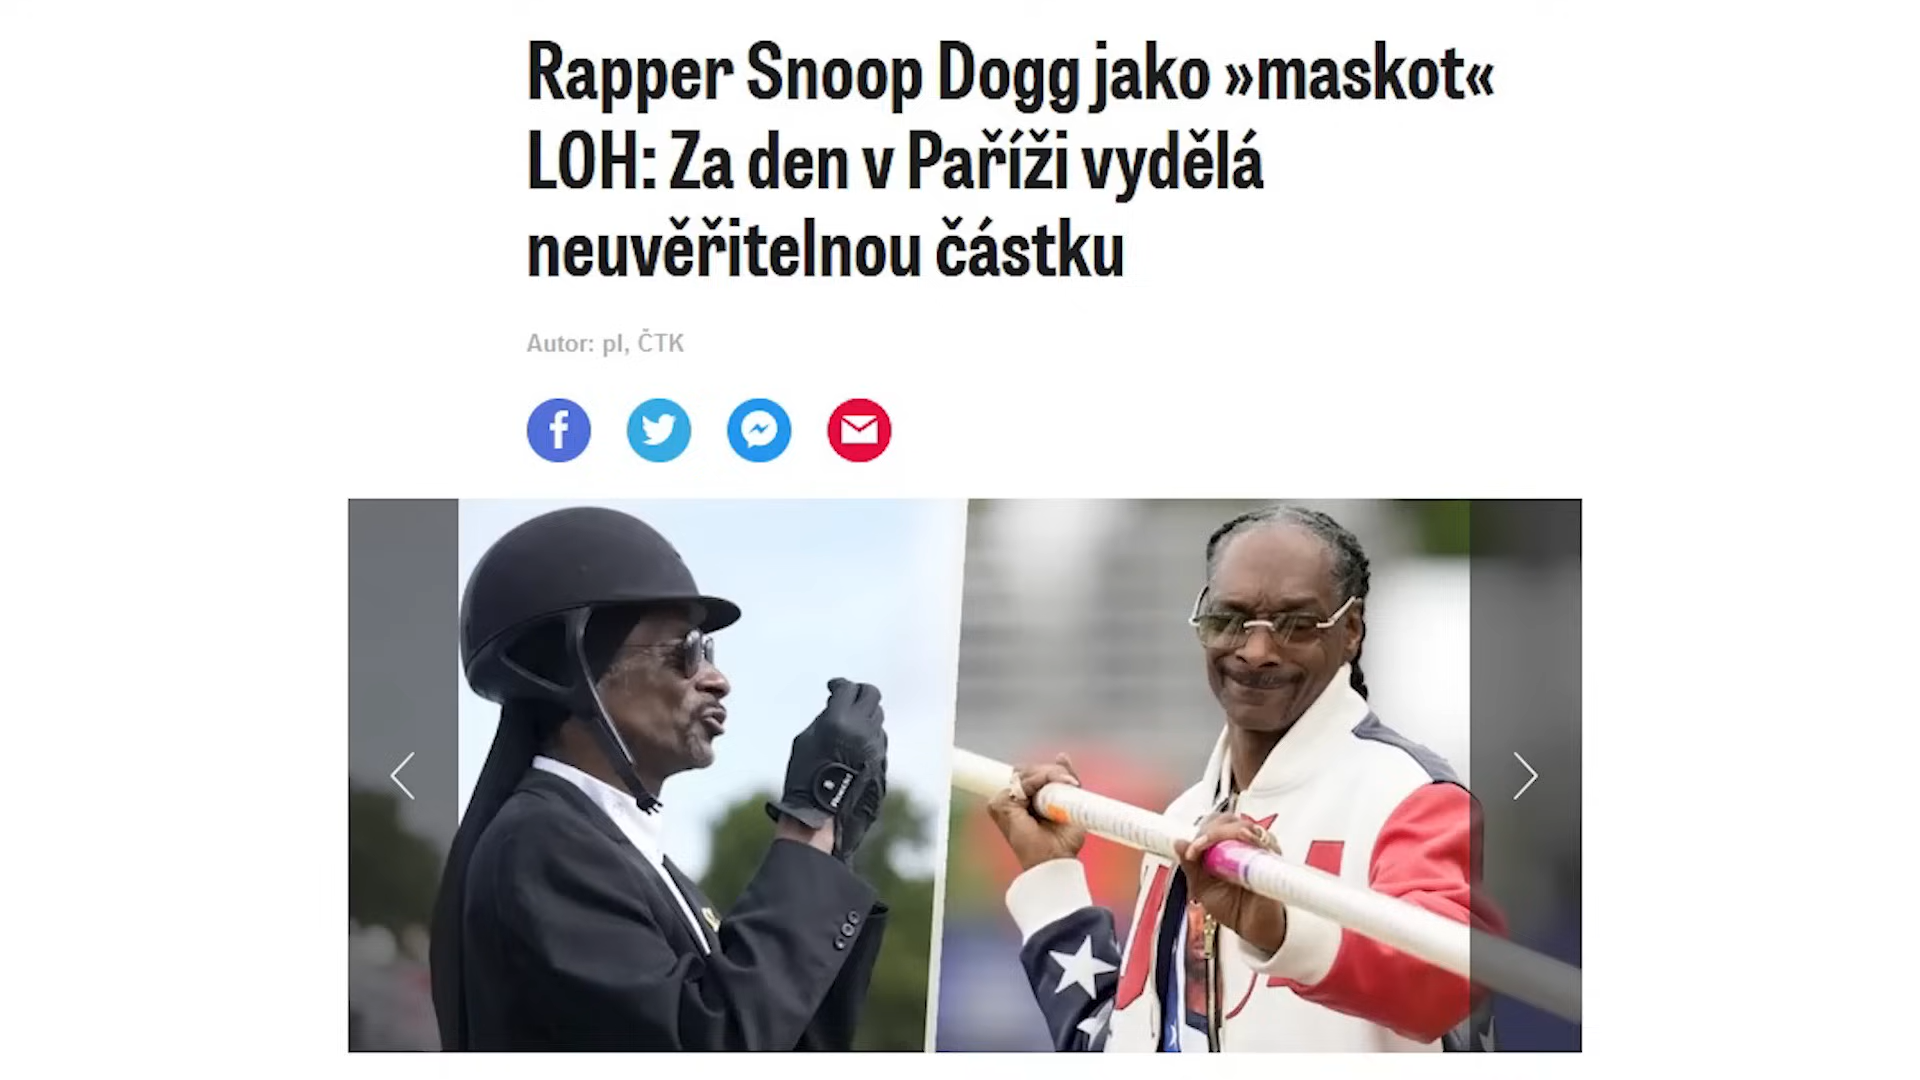 Rapper Snoop Dogg jako »maskot«
LOH: Za den v Paříži vydělá
neuvěřitelnou částku
Autor: pl, ČTK